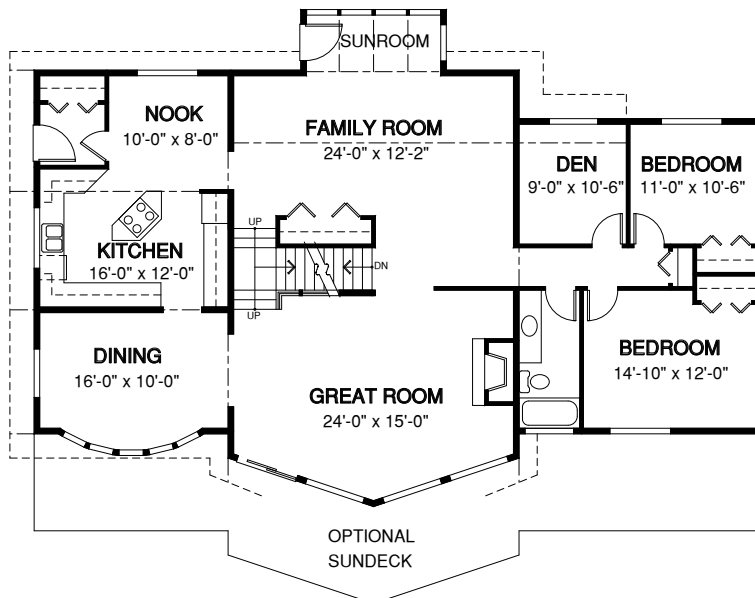 SUNROOM
NOOK
10'-0" x 8'-0"
FAMILY ROOM
24'-0" x 12'-2"
DEN
9'-0" x 10'-6"
BEDROOM
11'-0" x 10'-6"
UP
KITCHEN
16'-0" x 12'-0"
DN
UP
DINING
16'-0" x 10'-0"
BEDROOM
14'-10" x 12'-0"
GREAT ROOM
24'-0" x 15'-0"
OPTIONAL
SUNDECK